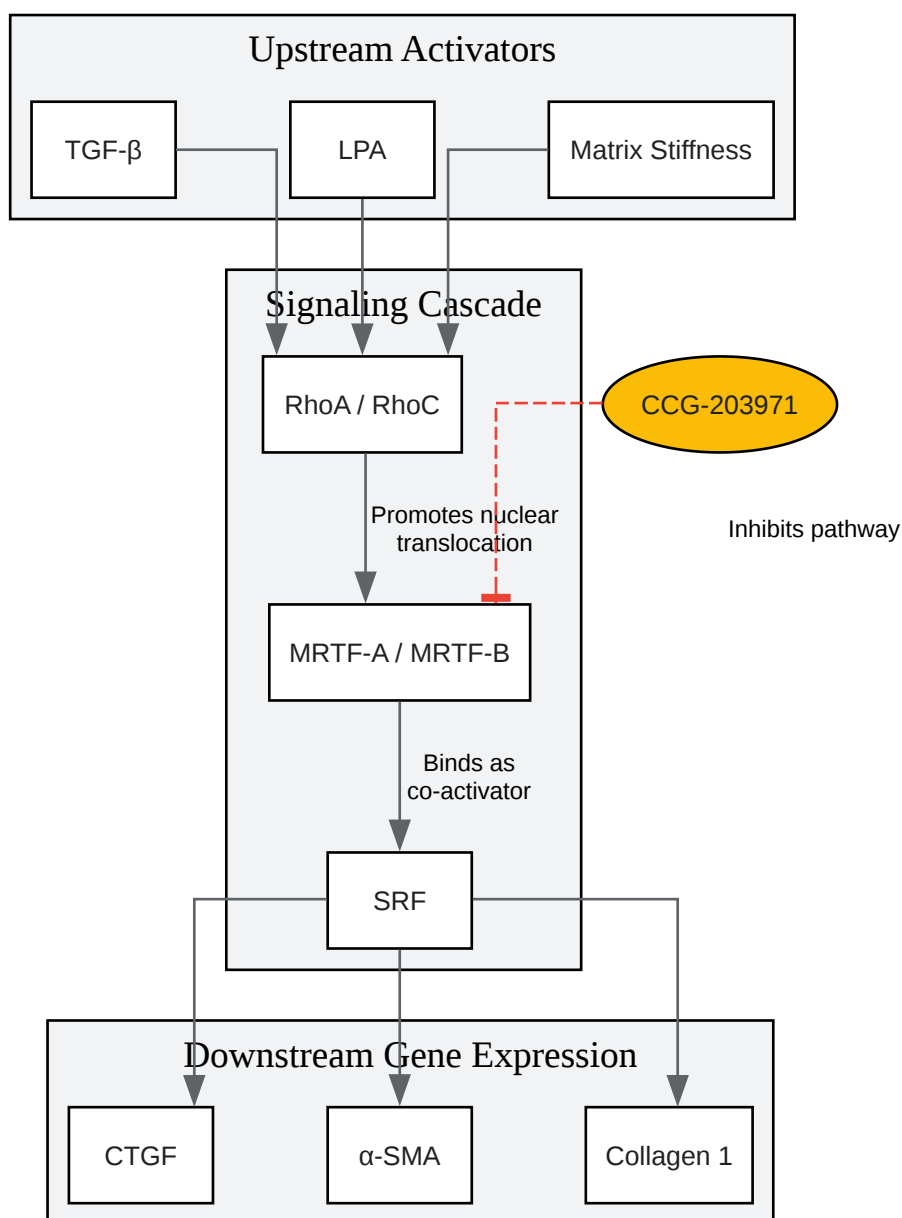 Upstream Activators
TGF-β
LPA
Matrix Stiffness
Signaling Cascade
RhoA / RhoC
CCG-203971
Promotes nuclear
translocation
Inhibits pathway
MRTF-A / MRTF-B
Binds as
co-activator
SRF
Downstream Gene Expression
CTGF
α-SMA
Collagen 1